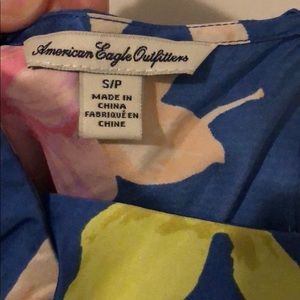 American Eagle Outfitters
S/P
MADE IN
CHINA
FABRIQUÉ EN
CHINE